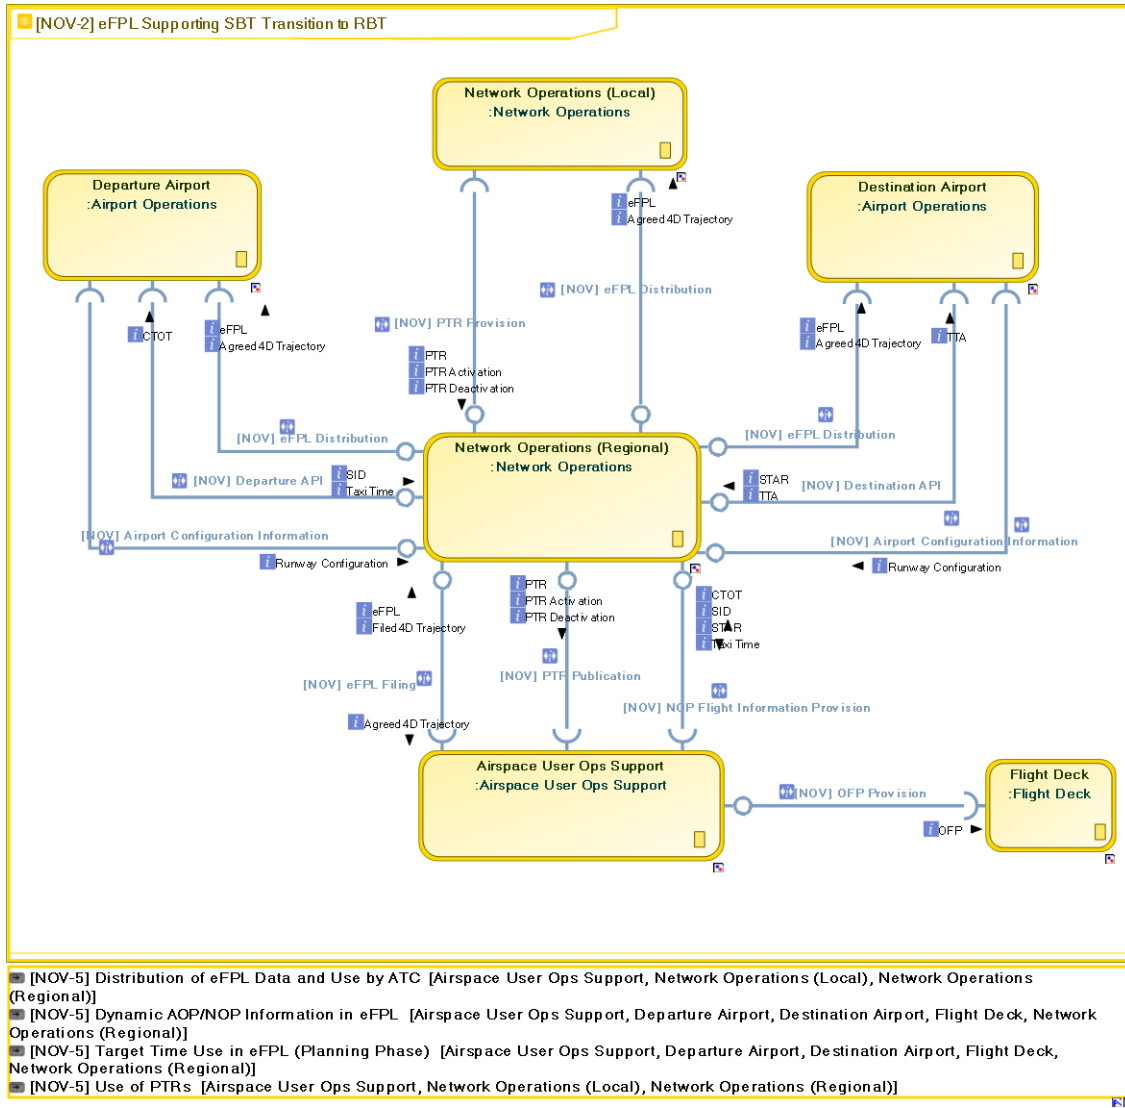 [NOV-2] eFPL Supporting SBT Transition to RBT
Network Operations (Local)
:Network Operations
Departure Airport
:Airport Operations
Destination Airport
:Airport Operations
eFPL
Agreed 4D Trajectory
[NOV] eFPL Distribution
[NOV] PTR Provision
CTOT
eFPL
Agreed 4D Trajectory
eFPL
Agreed 4D Trajectory
TTA
PTR
PTR Activation
PTR Deactivation
[NOV] eFPL Distribution
[NOV] eFPL Distribution
Network Operations (Regional)
:Network Operations
[NOV] Departure API
SID
Taxi Time
STAR
TTA
[NOV] Destination API
[NOV] Airport Configuration Information
[NOV] Airport Configuration Information
Runway Configuration
Runway Configuration
eFPL
Filed 4D Trajectory
PTR
PTR Activation
PTR Deactivation
CTOT
SID
STAR
Taxi Time
[NOV] eFPL Filing
[NOV] PTR Publication
[NOV] NOP Flight Information Provision
Agreed 4D Trajectory
Airspace User Ops Support
:Airspace User Ops Support
[NOV] OFP Provision
OFP
Flight Deck
:Flight Deck
[NOV-5] Distribution of eFPL Data and Use by ATC [Airspace User Ops Support, Network Operations (Local), Network Operations
(Regional)]
[NOV-5] Dynamic AOP/NOP Information in eFPL [Airspace User Ops Support, Departure Airport, Destination Airport, Flight Deck, Network
Operations (Regional)]
[NOV-5] Target Time Use in eFPL (Planning Phase) [Airspace User Ops Support, Departure Airport, Destination Airport, Flight Deck,
Network Operations (Regional)]
[NOV-5] Use of PTRs [Airspace User Ops Support, Network Operations (Local), Network Operations (Regional)]